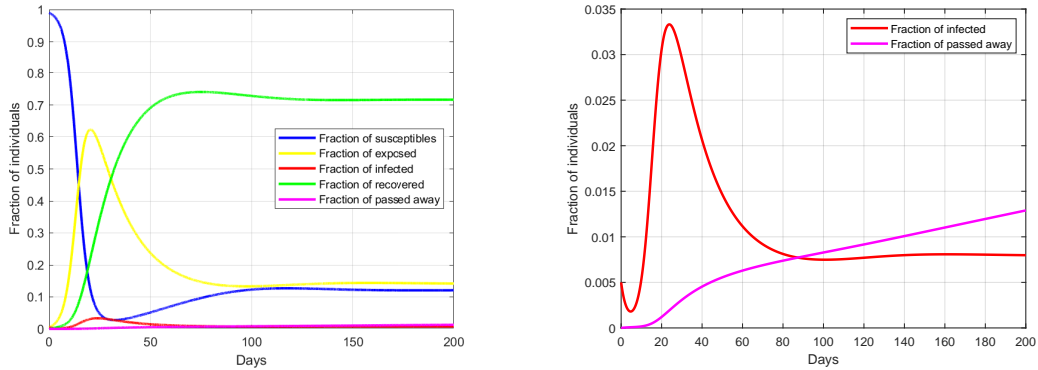 1
0.9
0.8
0.7
0.6
0.5
0.4
0.3
0.2
0.1
0
Fraction of individuals
Fraction of susceptibles
Fraction of exposed
Fraction of infected
Fraction of recovered
Fraction of passed away
0 50 100 150 200
Days
0.035
0.03
0.025
0.02
0.015
0.01
0.005
0
Fraction of individuals
Fraction of infected
Fraction of passed away
0 20 40 60 80 100 120 140 160 180 200
Days